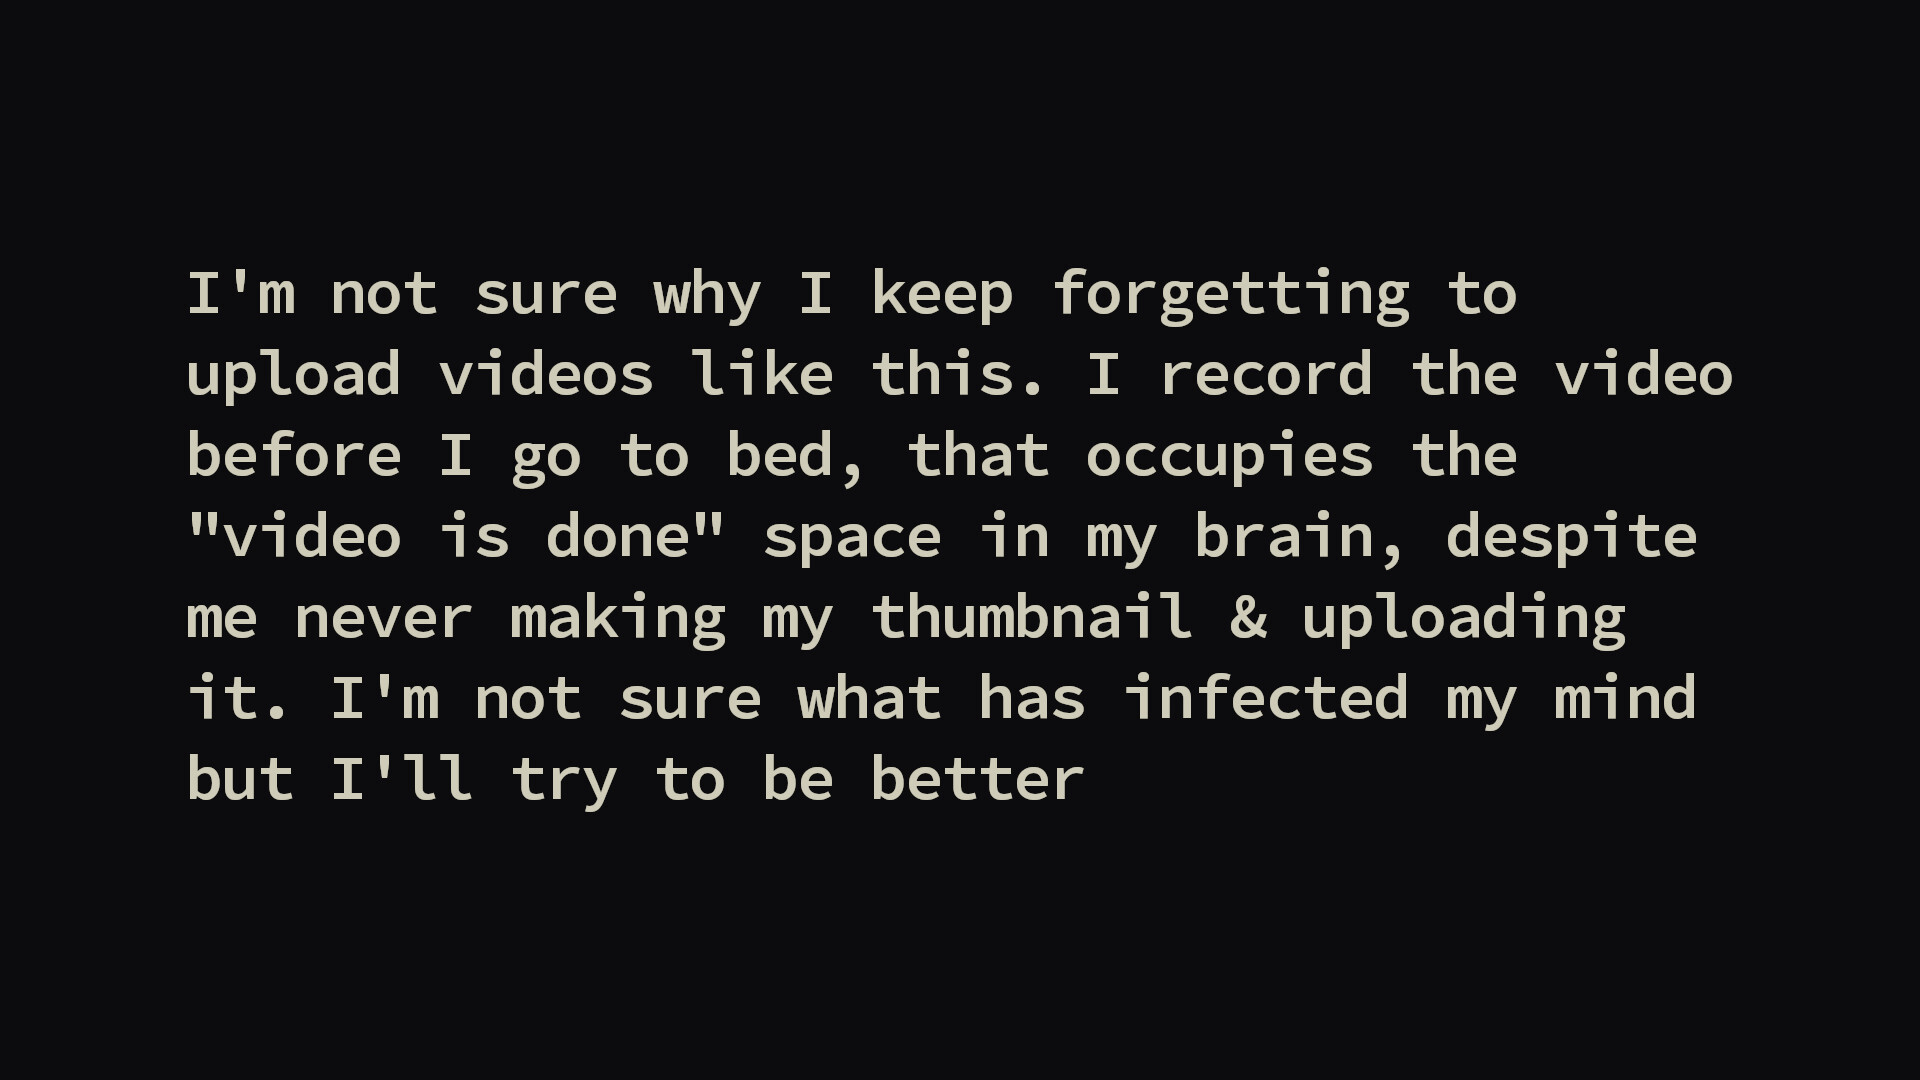 I'm not sure why I keep forgetting to
upload videos like this. I record the video
before I go to bed, that occupies the
"video is done" space in my brain, despite
me never making my thumbnail & uploading
it. I'm not sure what has infected my mind
but I'll try to be better